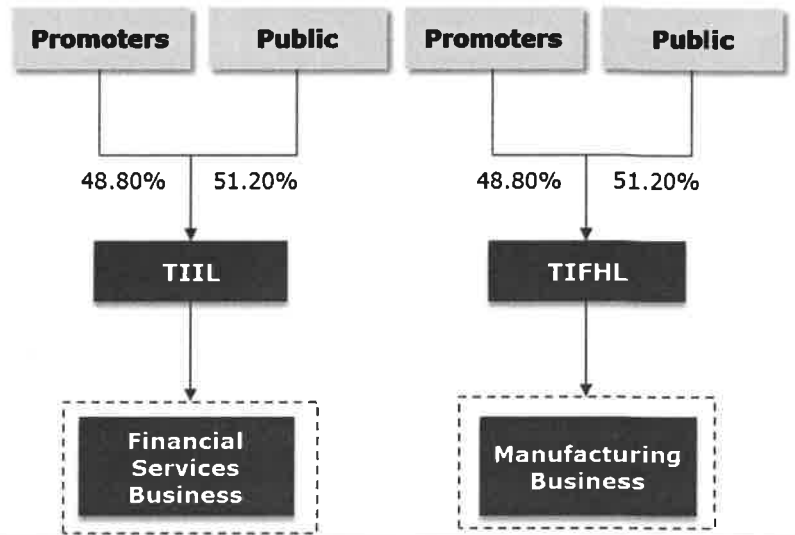 Promoters Public Promoters Public
48.80% 51.20% 48.80% 51.20%
TIIL TIFHL
Financial
Services
Business
Manufacturing
Business